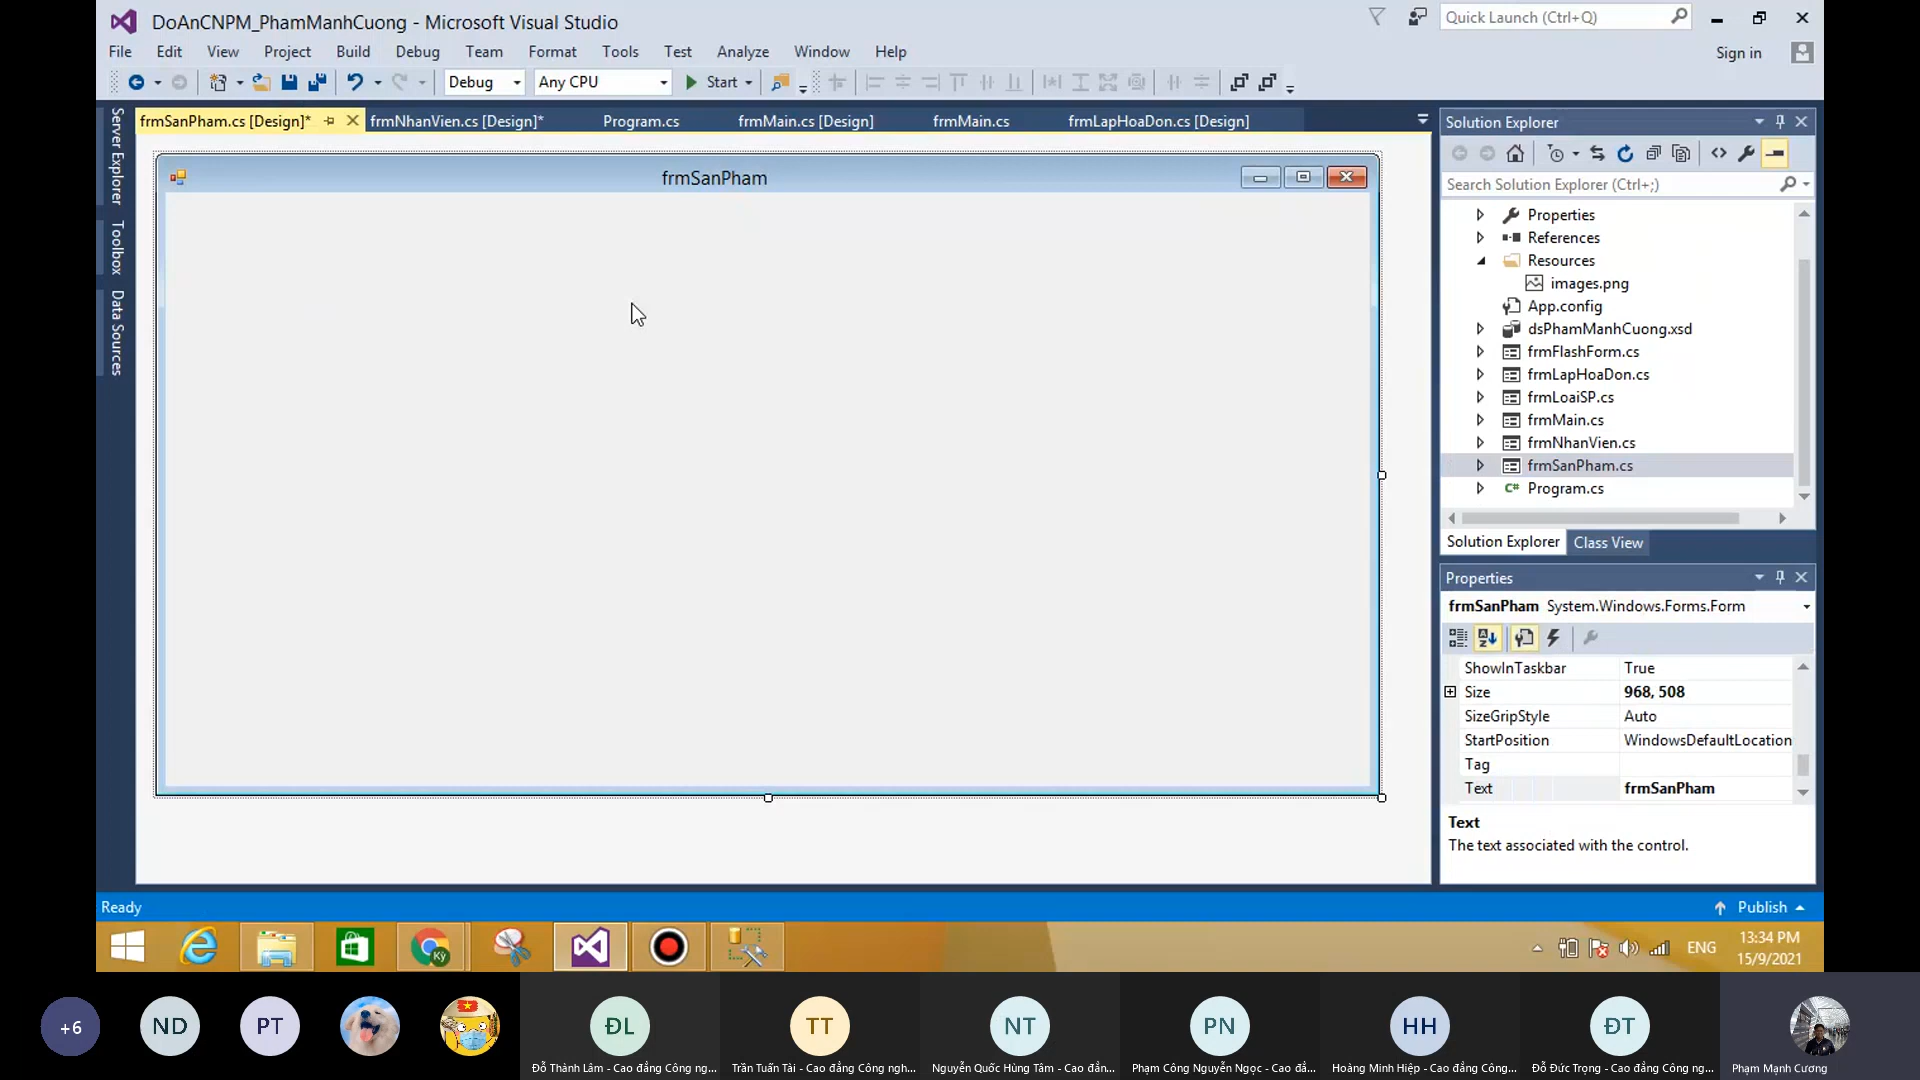 DoAnCNPM_PhamManhCuong - Microsoft Visual Studio
Quick Launch (Ctrl+Q)
File Edit View Project Build Debug Team Format Tools Test Analyze Window Help
Sign in
Debug Any CPU Start
Server Explorer
Toolbox
Data Sources
frmSanPham.cs [Design]* frmNhanVien.cs [Design]* Program.cs frmMain.cs [Design] frmMain.cs frmLapHoaDon.cs [Design]
frmSanPham
Solution Explorer
Search Solution Explorer (Ctrl+;)
Properties
References
Resources
images.png
App.config
dsPhamManhCuong.xsd
frmFlashForm.cs
frmLapHoaDon.cs
frmLoaiSP.cs
frmMain.cs
frmNhanVien.cs
frmSanPham.cs
C# Program.cs
Solution Explorer Class View
Properties
frmSanPham System.Windows.Forms.Form
ShowInTaskbar True
Size 968, 508
SizeGripStyle Auto
StartPosition WindowsDefaultLocation
Tag
Text frmSanPham
Text
The text associated with the control.
Ready
Publish
Kỳ
ENG
13:34 PM
15/9/2021
+6 ND PT ĐL TT NT PN HH ĐT
Đỗ Thành Lâm - Cao đẳng Công ng...
Trần Tuấn Tài - Cao đẳng Công ngh...
Nguyễn Quốc Hùng Tâm - Cao đẳn...
Phạm Công Nguyễn Ngọc - Cao đẳ...
Hoàng Minh Hiệp - Cao đẳng Công...
Đỗ Đức Trọng - Cao đẳng Công ng...
Phạm Mạnh Cương